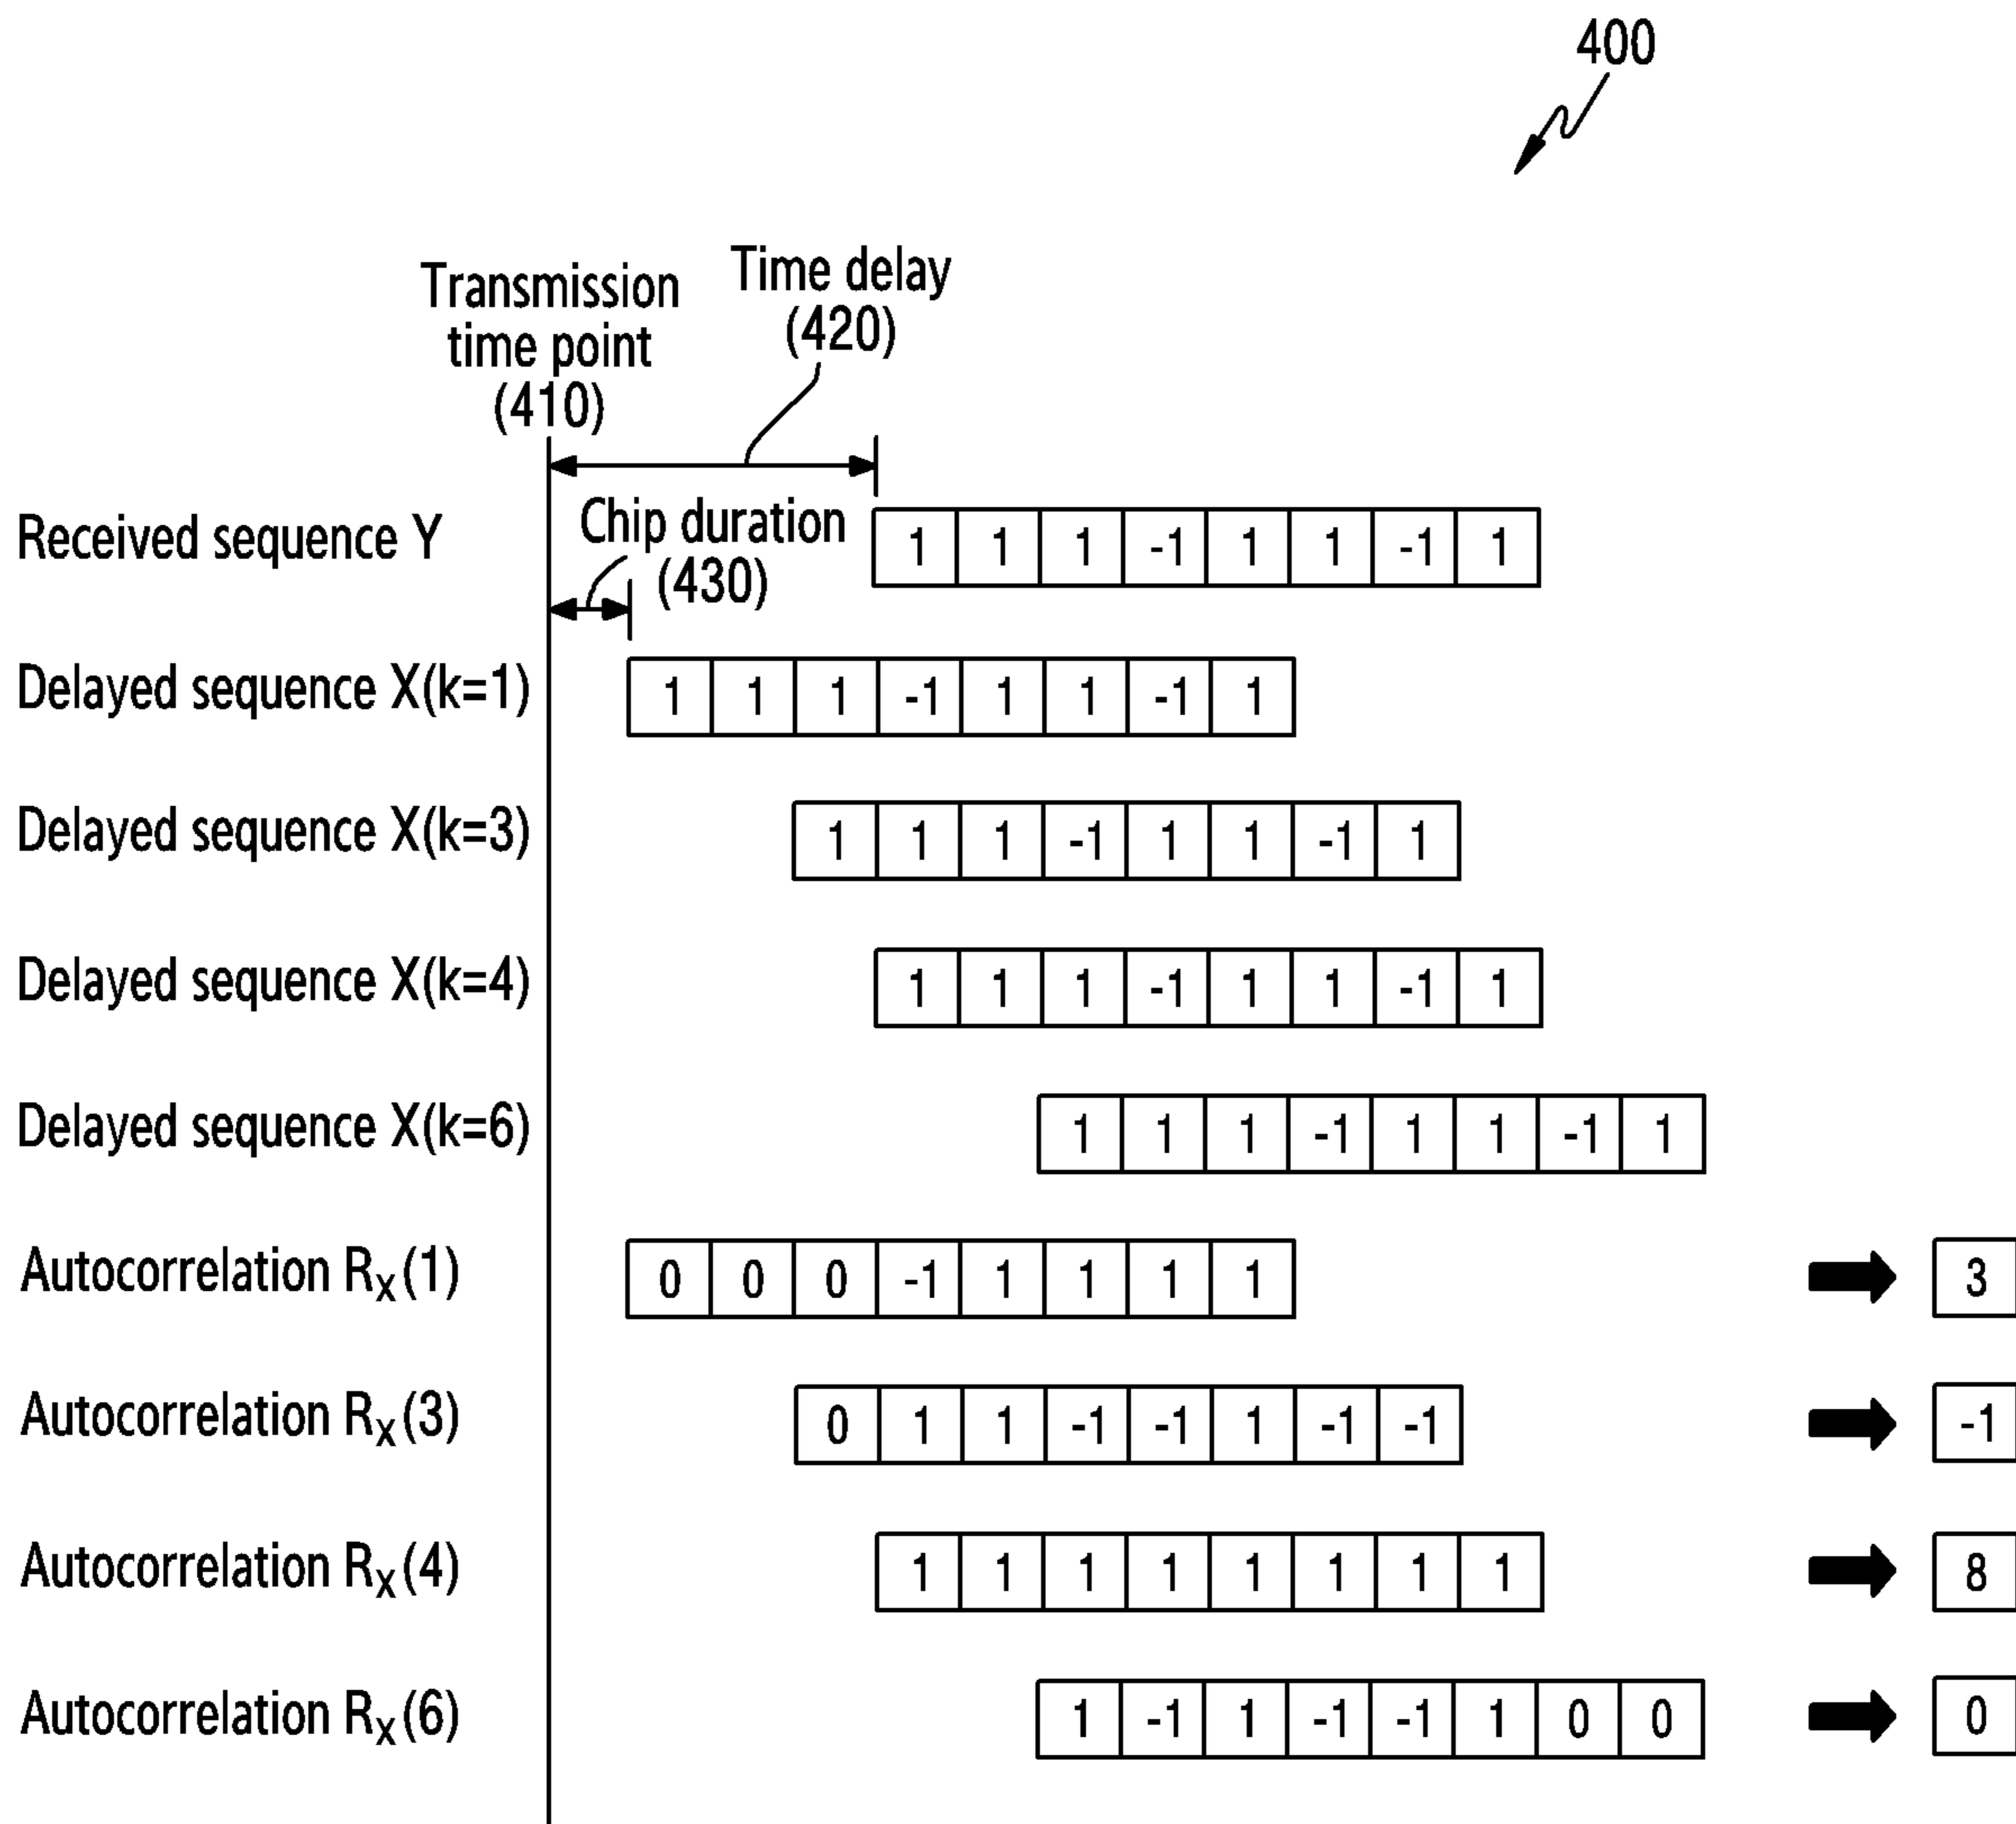 400
Transmission
time point
(410)
Time delay
(420)
Received sequence Y
Chip duration
(430)
1 1 1 -1 1 1 -1 1
Delayed sequence X(k=1)
1 1 1 -1 1 1 -1 1
Delayed sequence X(k=3)
1 1 1 -1 1 1 -1 1
Delayed sequence X(k=4)
1 1 1 -1 1 1 -1 1
Delayed sequence X(k=6)
1 1 1 -1 1 1 -1 1
Autocorrelation RX(1)
0 0 0 -1 1 1 1 1
3
Autocorrelation RX(3)
0 1 1 -1 -1 1 -1 -1
-1
Autocorrelation RX(4)
1 1 1 1 1 1 1 1
8
Autocorrelation RX(6)
1 -1 1 -1 -1 1 0 0
0